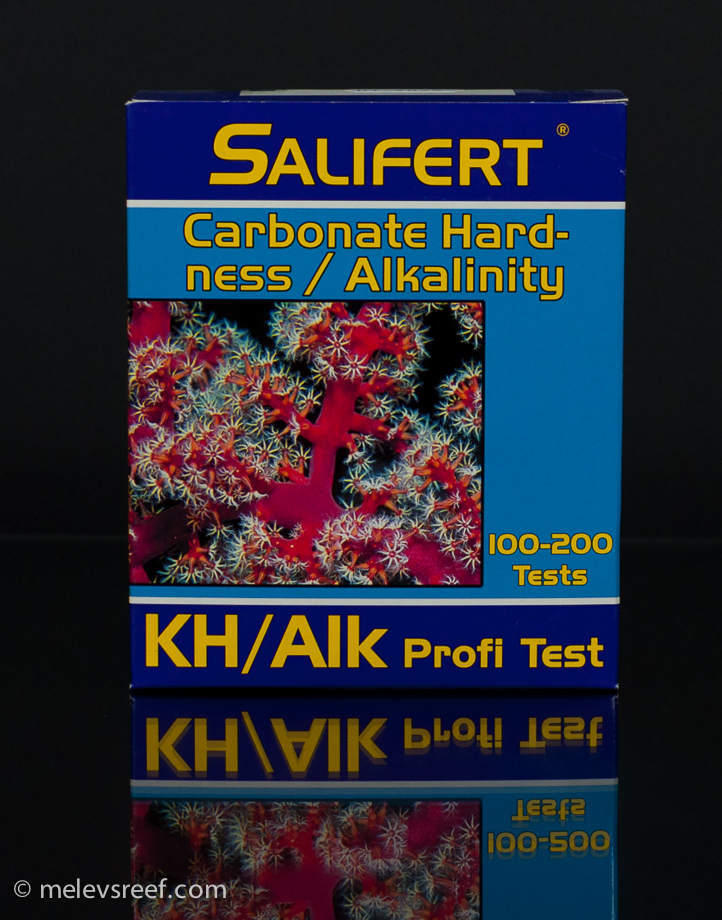 SALIFERT®
Carbonate Hard-
ness / Alkalinity
100-200
Tests
KH/Alk Profi Test
© melevsreef.com